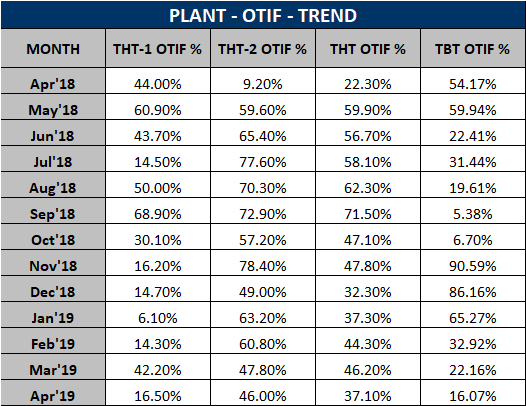 PLANT - OTIF - TREND
MONTH THT-1 OTIF % THT-2 OTIF % THT OTIF % TBT OTIF %
Apr'18 44.00% 9.20% 22.30% 54.17%
May'18 60.90% 59.60% 59.90% 59.94%
Jun'18 43.70% 65.40% 56.70% 22.41%
Jul'18 14.50% 77.60% 58.10% 31.44%
Aug'18 50.00% 70.30% 62.30% 19.61%
Sep'18 68.90% 72.90% 71.50% 5.38%
Oct'18 30.10% 57.20% 47.10% 6.70%
Nov'18 16.20% 78.40% 47.80% 90.59%
Dec'18 14.70% 49.00% 32.30% 86.16%
Jan'19 6.10% 63.20% 37.30% 65.27%
Feb'19 14.30% 60.80% 44.30% 32.92%
Mar'19 42.20% 47.80% 46.20% 22.16%
Apr'19 16.50% 46.00% 37.10% 16.07%